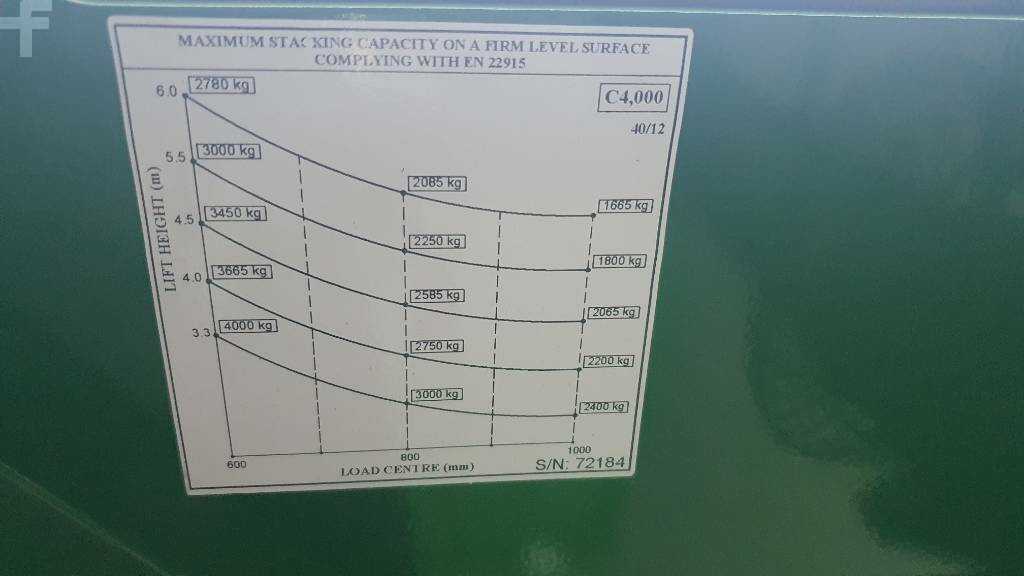 MAXIMUM STACKING CAPACITY ON A FIRM LEVEL SURFACE
COMPLYING WITH EN 22915
C4,000
40/12
LIFT HEIGHT (m)
6.0
2780 kg
2085 kg
1665 kg
5.5
3000 kg
2250 kg
1800 kg
4.5
3450 kg
2585 kg
2065 kg
4.0
3665 kg
2750 kg
2200 kg
3.3
4000 kg
3000 kg
2400 kg
600
800
1000
LOAD CENTRE (mm)
S/N: 72184